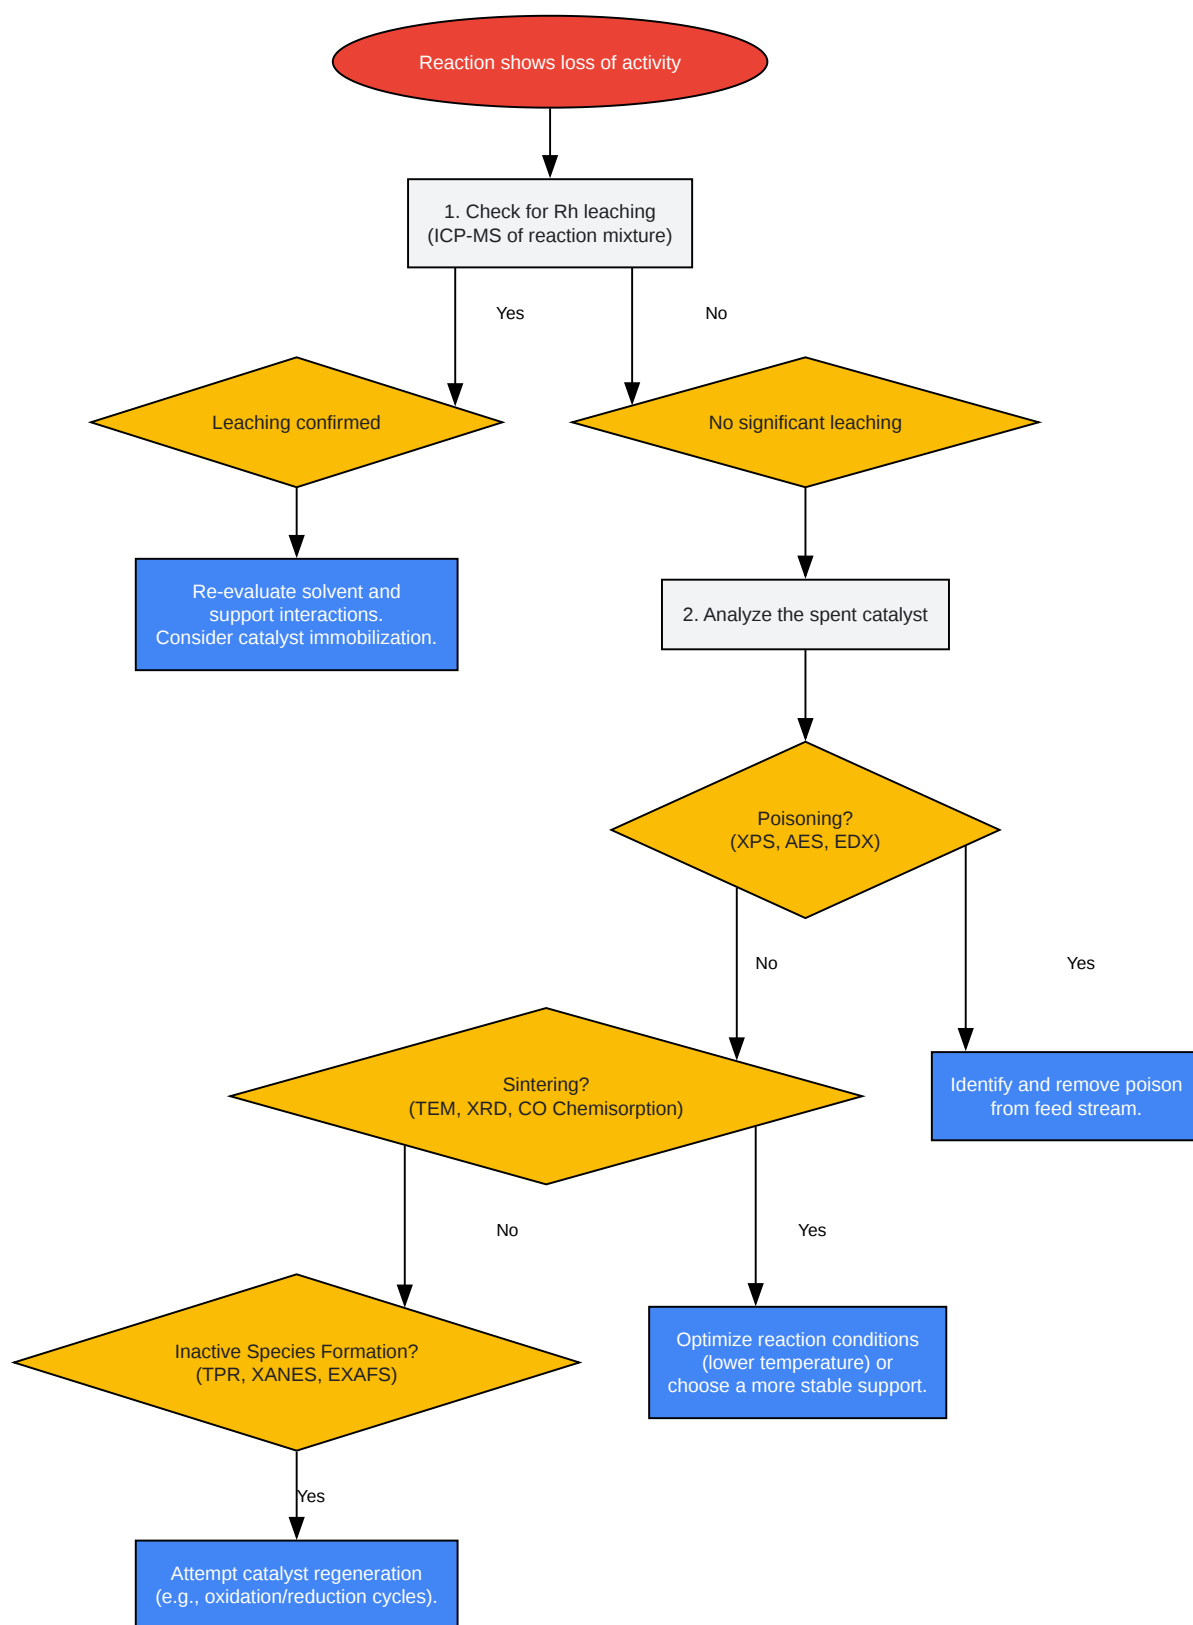 Reaction shows loss of activity
1. Check for Rh leaching
(ICP-MS of reaction mixture)
Yes
No
Leaching confirmed
No significant leaching
Re-evaluate solvent and
support interactions.
Consider catalyst immobilization.
2. Analyze the spent catalyst
Poisoning?
(XPS, AES, EDX)
No
Yes
Sintering?
(TEM, XRD, CO Chemisorption)
Identify and remove poison
from feed stream.
No
Yes
Inactive Species Formation?
(TPR, XANES, EXAFS)
Optimize reaction conditions
(lower temperature) or
choose a more stable support.
Yes
Attempt catalyst regeneration
(e.g., oxidation/reduction cycles).